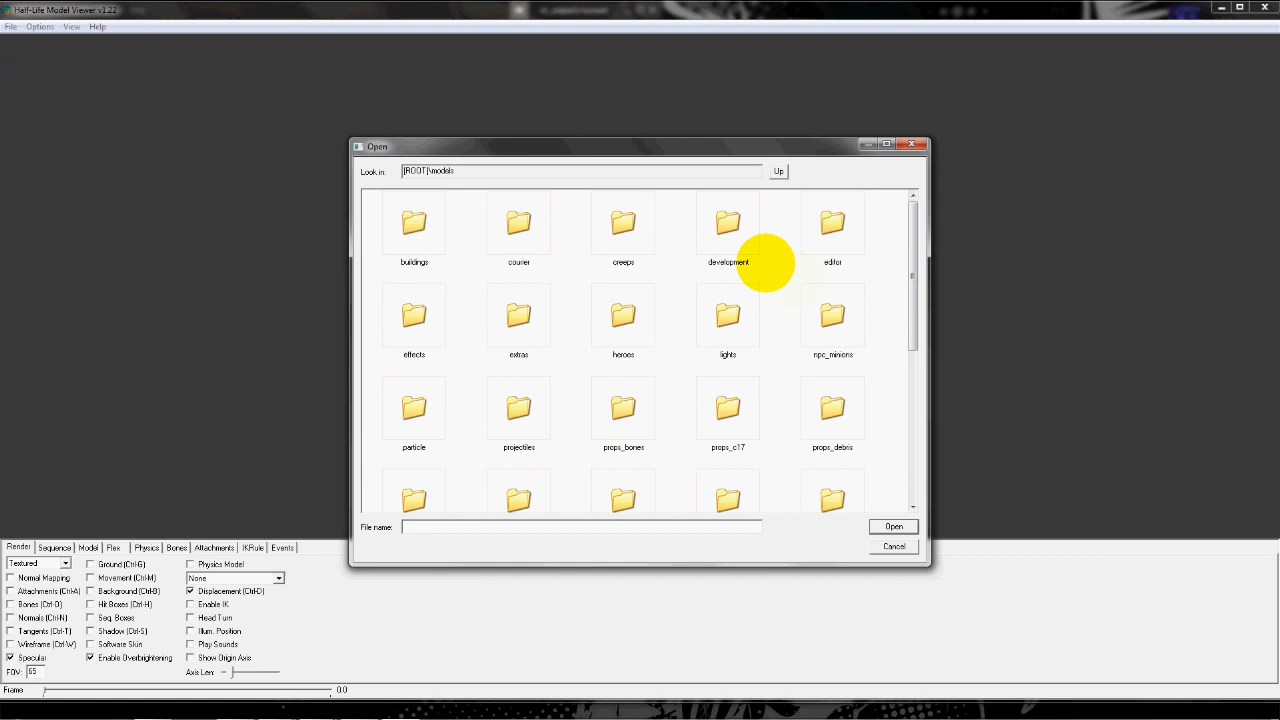 Half-Life Model Viewer v1.22
File Options View Help
Open
Look in: [ROOT]\models Up
buildings courier creeps development editor
effects extras heroes lights npc_minions
particle projectiles props_bones props_c17 props_debris
File name: Open
Cancel
Render Sequence Model Flex Physics Bones Attachments IKRule Events
Textured Ground (Ctrl-G) Physics Model
Normal Mapping Movement (Ctrl-M) None
Attachments (Ctrl-A) Background (Ctrl-B) Displacement (Ctrl-D)
Bones (Ctrl-O) Hit Boxes (Ctrl-H) Enable IK
Normals (Ctrl-N) Seq. Boxes Head Turn
Tangents (Ctrl-T) Shadow (Ctrl-S) Illum. Position
Wireframe (Ctrl-W) Software Skin Play Sounds
Specular Enable Overbrightening Show Origin Axis
FOV: 65 Axis Len:
Frame 0.0